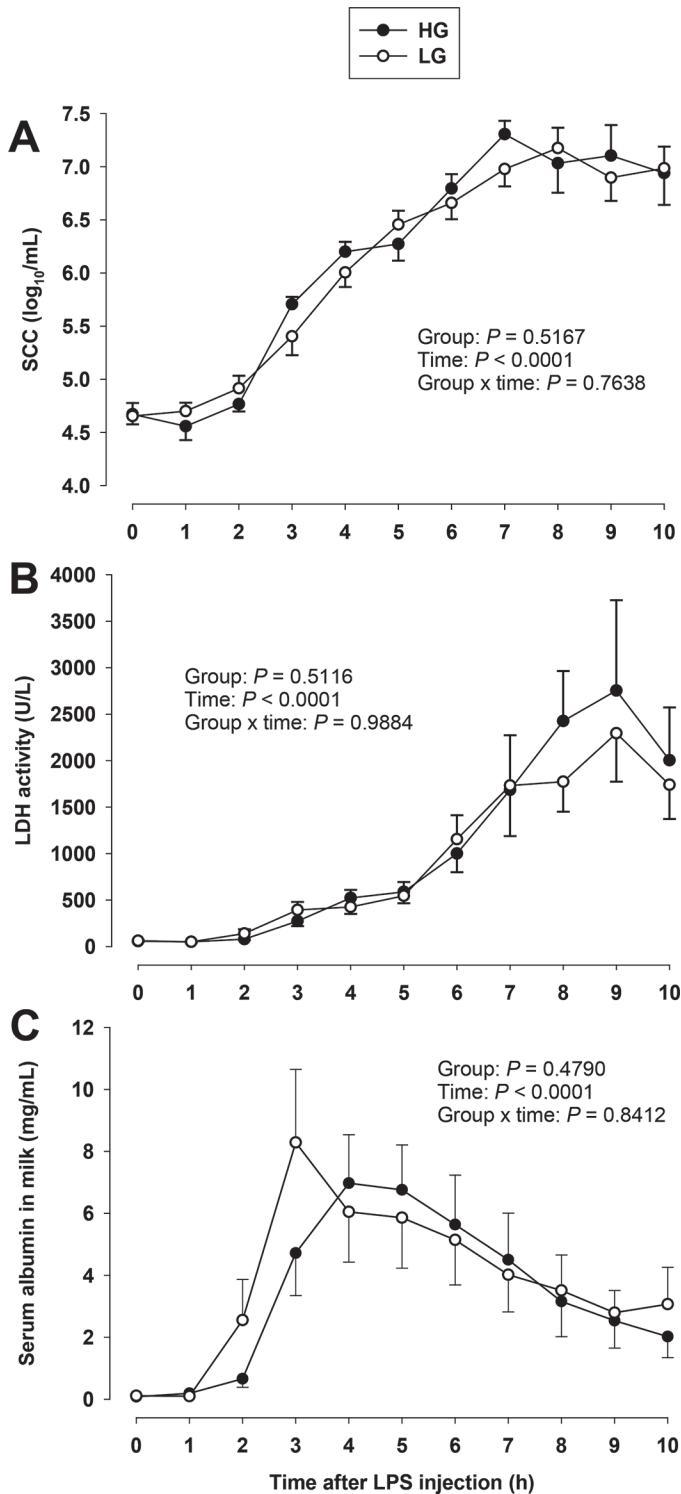 HG
LG
A
SCC (log10/mL)
7.5
7.0
6.5
6.0
5.5
5.0
4.5
4.0
Group: P = 0.5167
Time: P < 0.0001
Group x time: P = 0.7638
0 1 2 3 4 5 6 7 8 9 10
B
LDH activity (U/L)
4000
3500
3000
2500
2000
1500
1000
500
0
Group: P = 0.5116
Time: P < 0.0001
Group x time: P = 0.9884
0 1 2 3 4 5 6 7 8 9 10
C
Serum albumin in milk (mg/mL)
12
10
8
6
4
2
0
Group: P = 0.4790
Time: P < 0.0001
Group x time: P = 0.8412
0 1 2 3 4 5 6 7 8 9 10
Time after LPS injection (h)